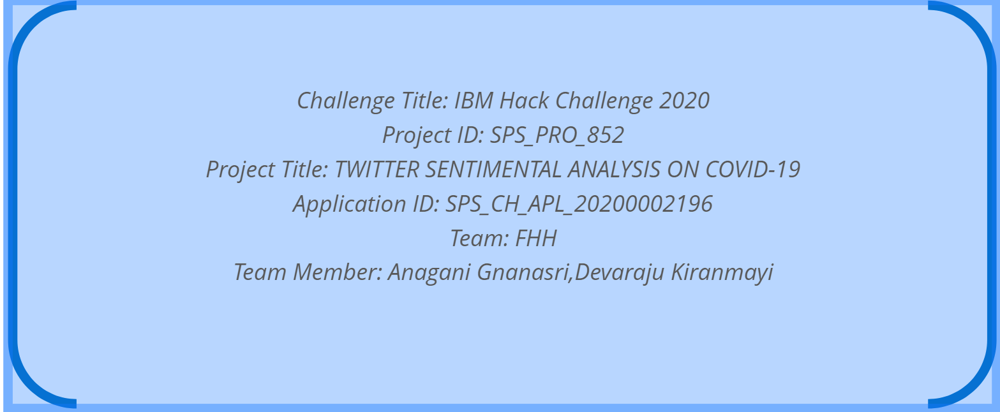 Challenge Title: IBM Hack Challenge 2020
Project ID: SPS_PRO_852
Project Title: TWITTER SENTIMENTAL ANALYSIS ON COVID-19
Application ID: SPS_CH_APL_20200002196
Team: FHH
Team Member: Anagani Gnanasri,Devaraju Kiranmayi